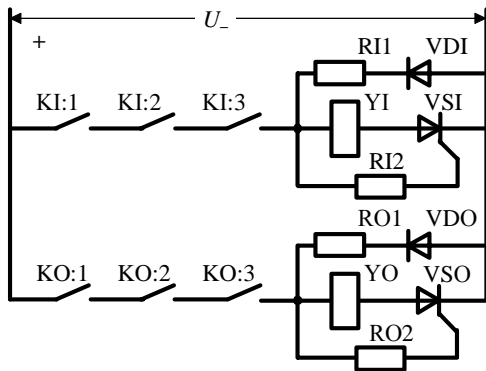 U_
+
RI1 VDI
KI:1 KI:2 KI:3 YI VSI
RI2
RO1 VDO
KO:1 KO:2 KO:3 YO VSO
RO2